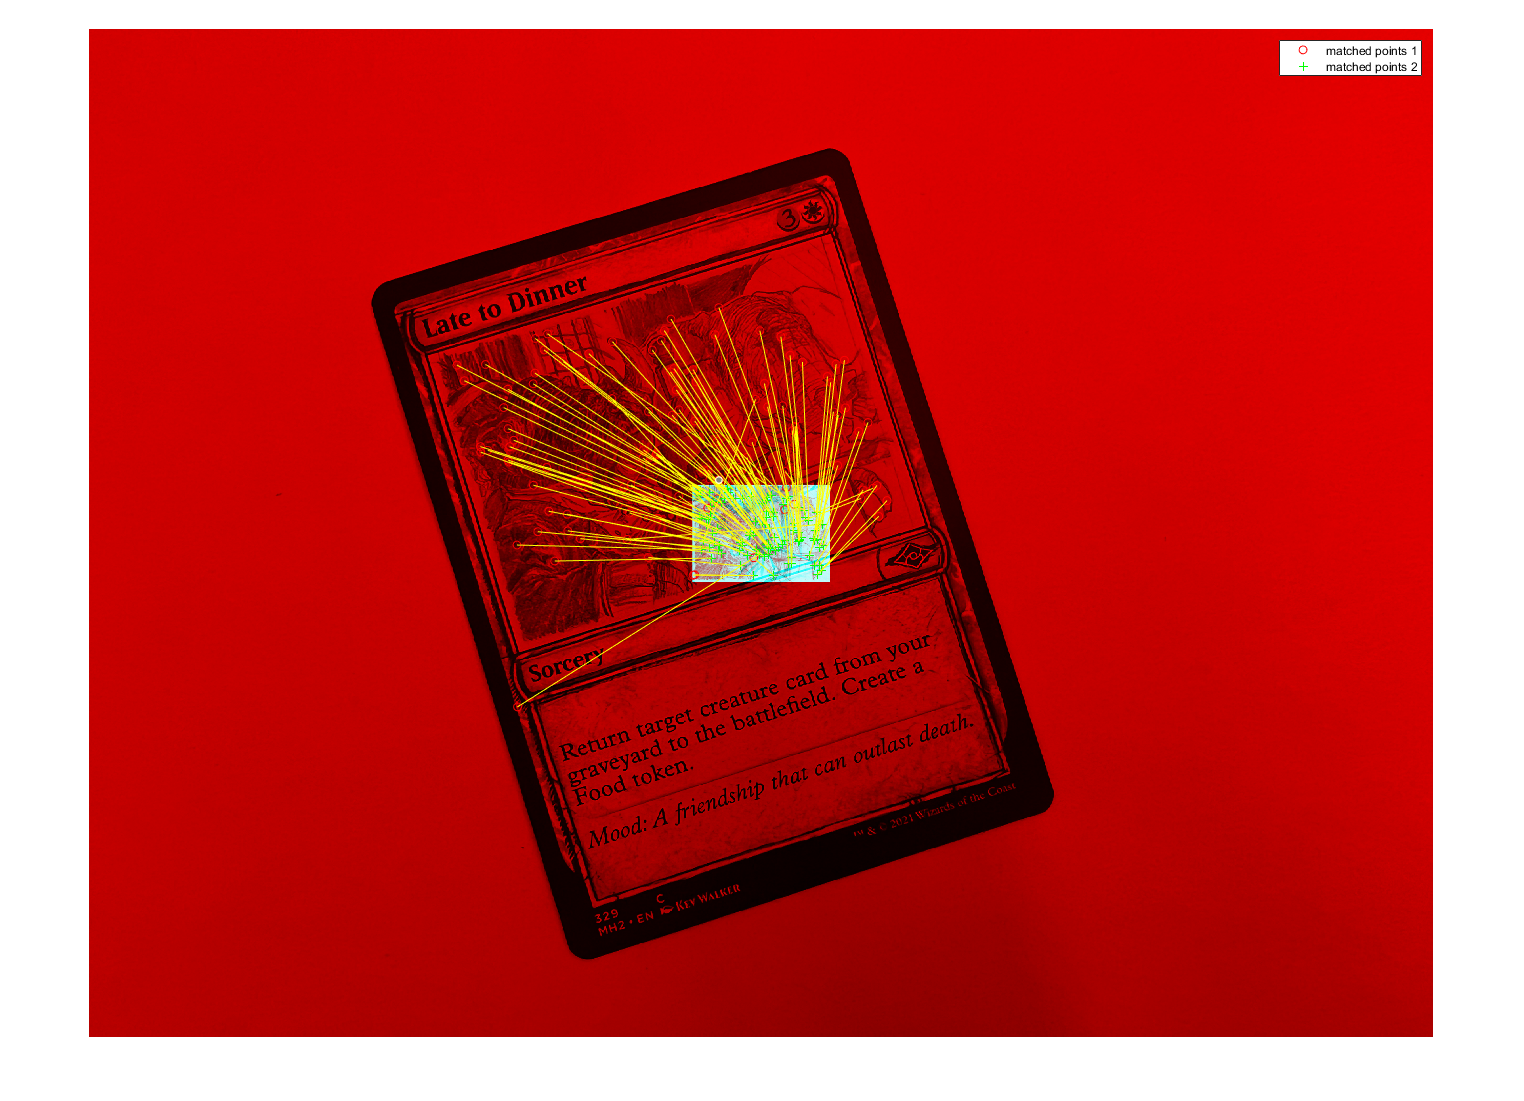 matched points 1
matched points 2
3
Late to Dinner
Sorcery
Return target creature card from your
graveyard to the battlefield. Create a
Food token.
Mood: A friendship that can outlast death.
™ & © 2021 Wizards of the Coast
329 C
MH2 • EN KEV WALKER